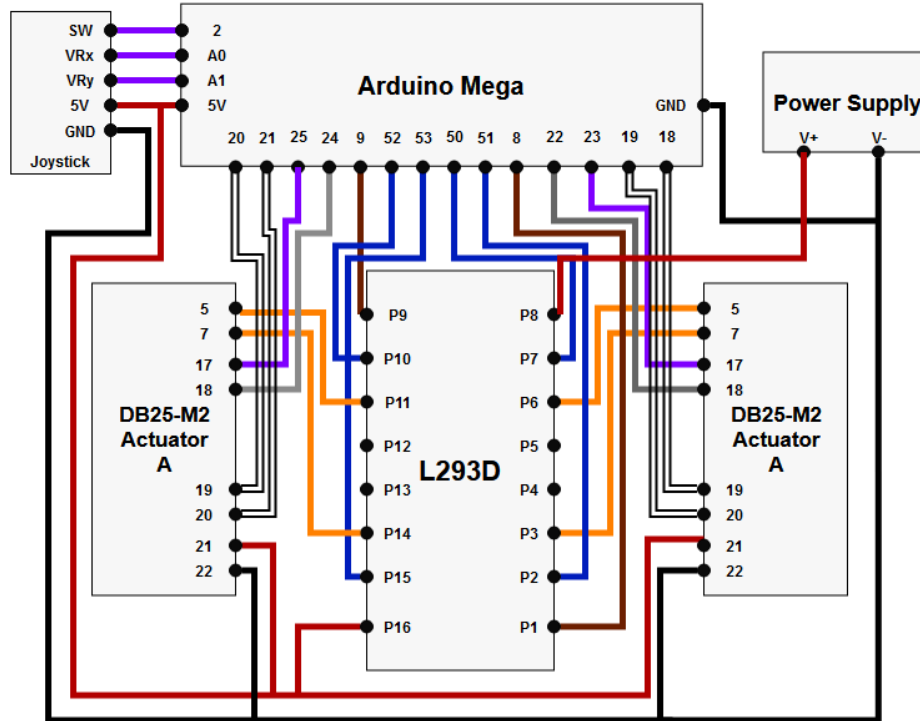 SW
VRx
VRy
5V
GND
Joystick
2
A0
A1
5V
Arduino Mega
GND
20 21 25 24 9 52 53 50 51 8 22 23 19 18
Power Supply
V+ V-
5
7
17
18
DB25-M2
Actuator
A
19
20
21
22
P9
P10
P11
P12
P13
P14
P15
P16
L293D
P8
P7
P6
P5
P4
P3
P2
P1
5
7
17
18
DB25-M2
Actuator
A
19
20
21
22